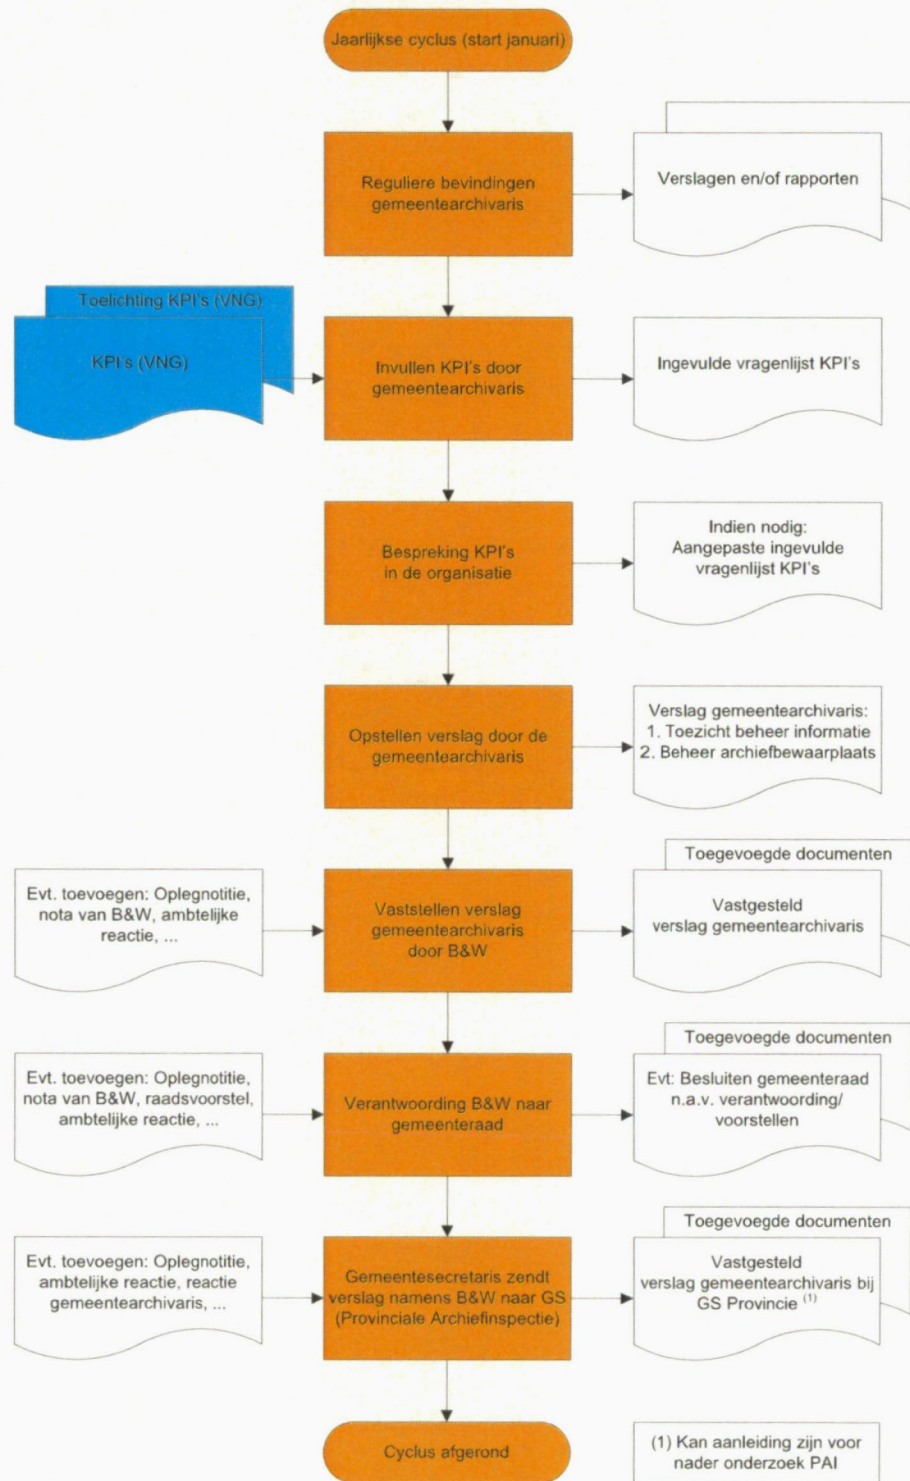 Jaarlijkse cyclus (start januari)
Reguliere bevindingen
gemeentearchivaris
Verslagen en/of rapporten
Toelichting KPI's (VNG)
KPI's (VNG)
Invullen KPI's door
gemeentearchivaris
Ingevulde vragenlijst KPI's
Bespreking KPI's
in de organisatie
Indien nodig:
Aangepaste ingevulde
vragenlijst KPI's
Opstellen verslag door de
gemeentearchivaris
Verslag gemeentearchivaris:
1. Toezicht beheer informatie
2. Beheer archiefbewaarplaats
Evt. toevoegen: Oplegnotitie,
nota van B&W, ambtelijke
reactie, ...
Vaststellen verslag
gemeentearchivaris
door B&W
Toegevoegde documenten
Vastgesteld
verslag gemeentearchivaris
Evt. toevoegen: Oplegnotitie,
nota van B&W, raadsvoorstel,
ambtelijke reactie, ...
Verantwoording B&W naar
gemeenteraad
Toegevoegde documenten
Evt: Besluiten gemeenteraad
n.a.v. verantwoording/
voorstellen
Evt. toevoegen: Oplegnotitie,
ambtelijke reactie, reactie
gemeentearchivaris, ...
Gemeentesecretaris zendt
verslag namens B&W naar GS
(Provinciale Archiefinspectie)
Toegevoegde documenten
Vastgesteld
verslag gemeentearchivaris bij
GS Provincie (1)
Cyclus afgerond
(1) Kan aanleiding zijn voor
nader onderzoek PAI